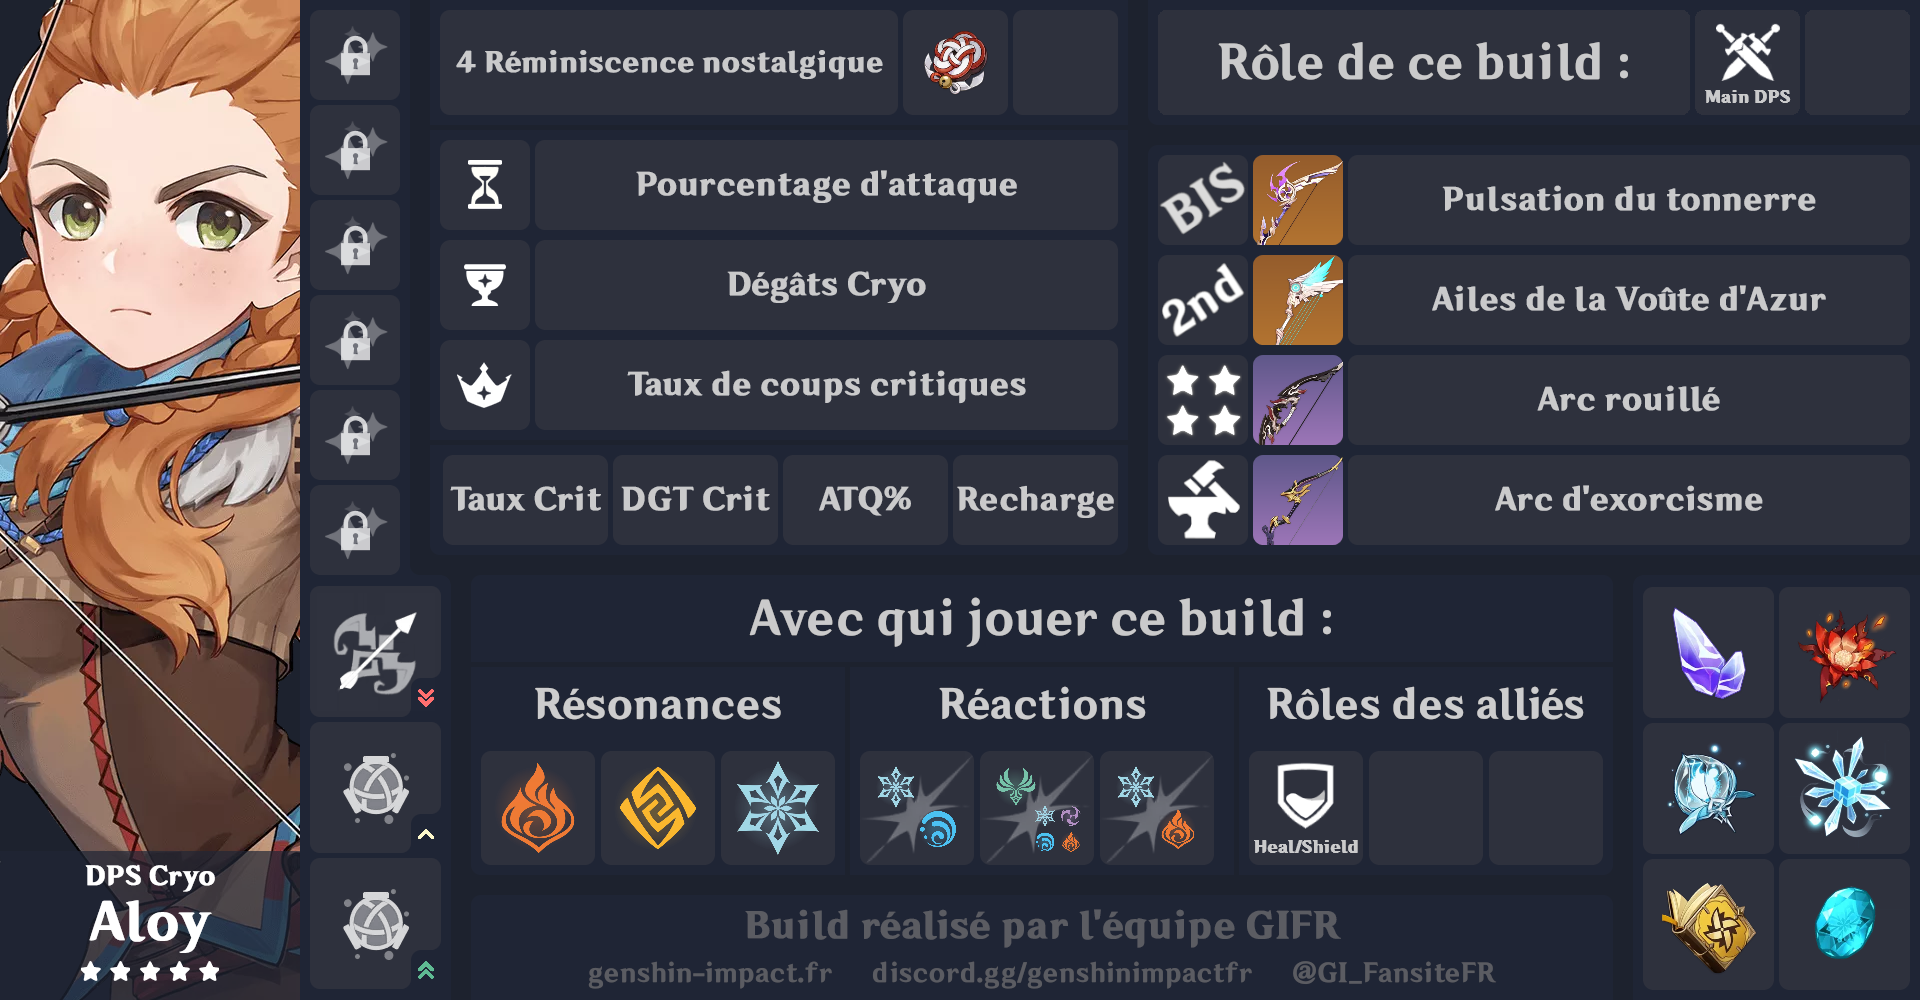 4 Réminiscence nostalgique
Rôle de ce build :
Main DPS
Pourcentage d'attaque
Dégâts Cryo
Taux de coups critiques
Taux Crit
DGT Crit
ATQ%
Recharge
BIS
Pulsation du tonnerre
2nd
Ailes de la Voûte d'Azur
Arc rouillé
Arc d'exorcisme
Avec qui jouer ce build :
Résonances
Réactions
Rôles des alliés
Heal/Shield
DPS Cryo
Aloy
Build réalisé par l'équipe GIFR
genshin-impact.fr discord.gg/genshinimpactfr @GI_FansiteFR